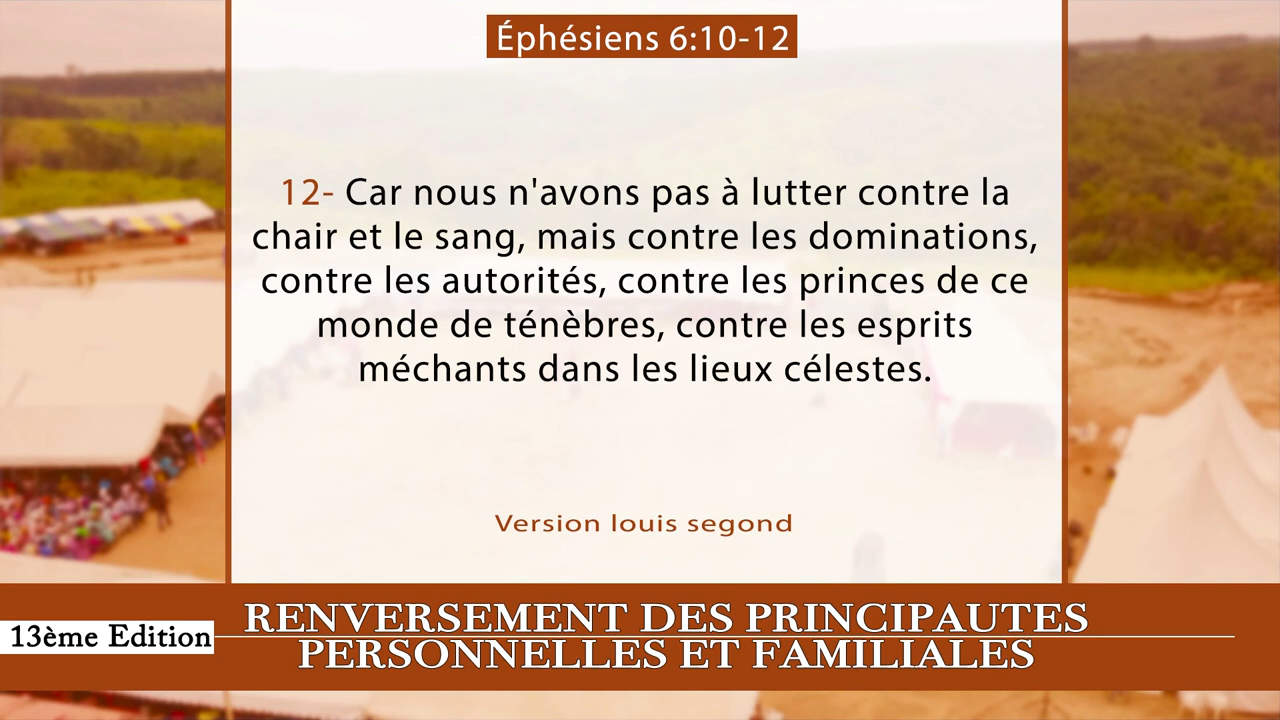 Éphésiens 6:10-12
12- Car nous n'avons pas à lutter contre la
chair et le sang, mais contre les dominations,
contre les autorités, contre les princes de ce
monde de ténèbres, contre les esprits
méchants dans les lieux célestes.
Version louis segond
13ème Edition
RENVERSEMENT DES PRINCIPAUTES
PERSONNELLES ET FAMILIALES